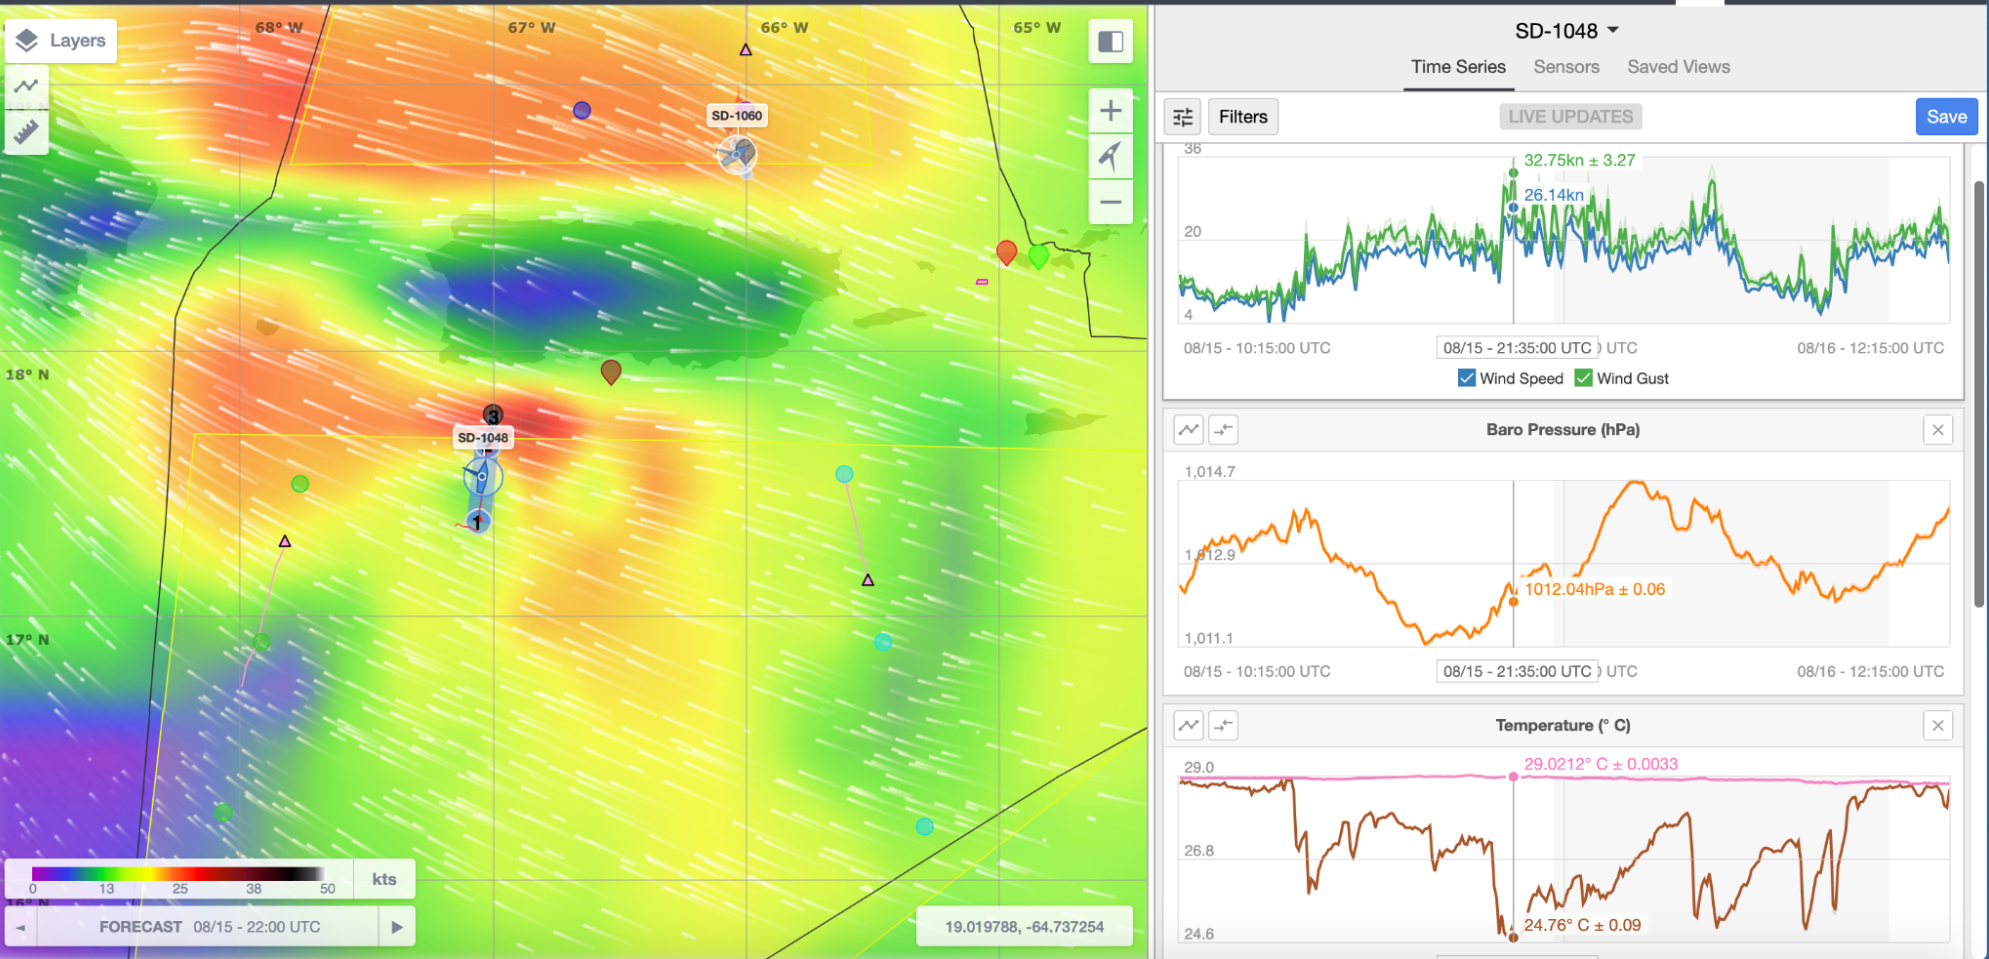 Layers
68° W
67° W
66° W
65° W
SD-1060
18° N
3
SD-1048
1
17° N
0
13
25
38
50
kts
16° N
FORECAST 08/15 - 22:00 UTC
19.019788, -64.737254
SD-1048
Time Series
Sensors
Saved Views
Filters
LIVE UPDATES
Save
36
32.75kn ± 3.27
26.14kn
20
4
08/15 - 10:15:00 UTC
08/15 - 21:35:00 UTC
UTC
08/16 - 12:15:00 UTC
Wind Speed
Wind Gust
Baro Pressure (hPa)
1,014.7
1,012.9
1012.04hPa ± 0.06
1,011.1
08/15 - 10:15:00 UTC
08/15 - 21:35:00 UTC
UTC
08/16 - 12:15:00 UTC
Temperature (° C)
29.0
29.0212° C ± 0.0033
26.8
24.76° C ± 0.09
24.6